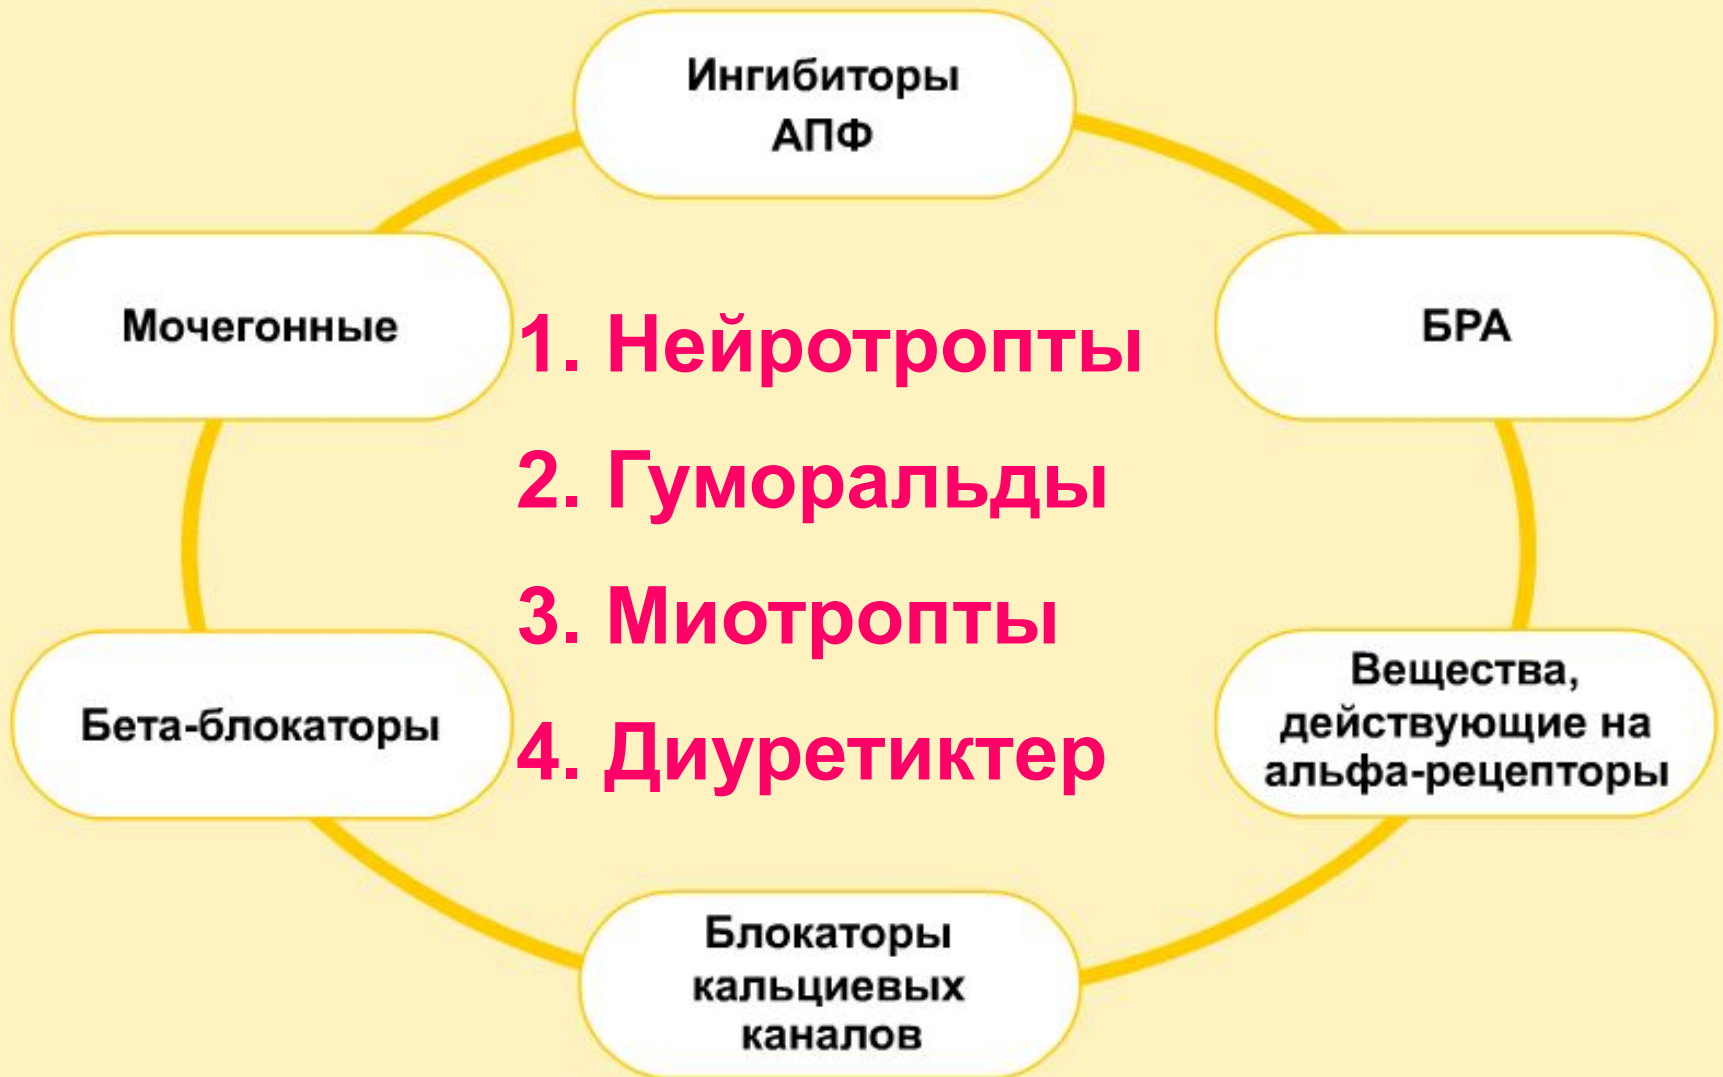 Ингибиторы
АПФ
Мочегонные
БРА
1. Нейротропты
2. Гуморальды
3. Миотропты
4. Диуретиктер
Бета-блокаторы
Вещества,
действующие на
альфа-рецепторы
Блокаторы
кальциевых
каналов